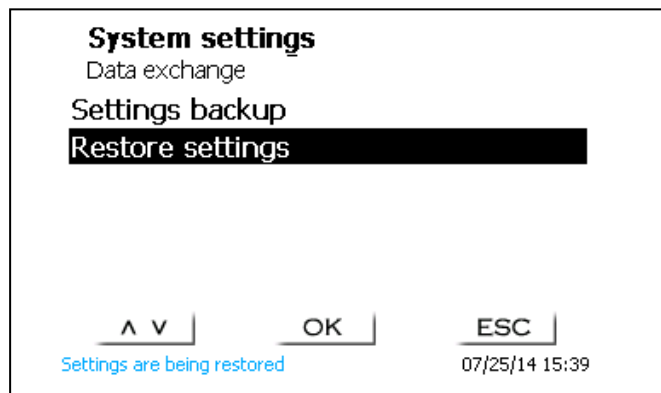 System settings
Data exchange
Settings backup
Restore settings
∧ ∨ OK ESC
Settings are being restored 07/25/14 15:39